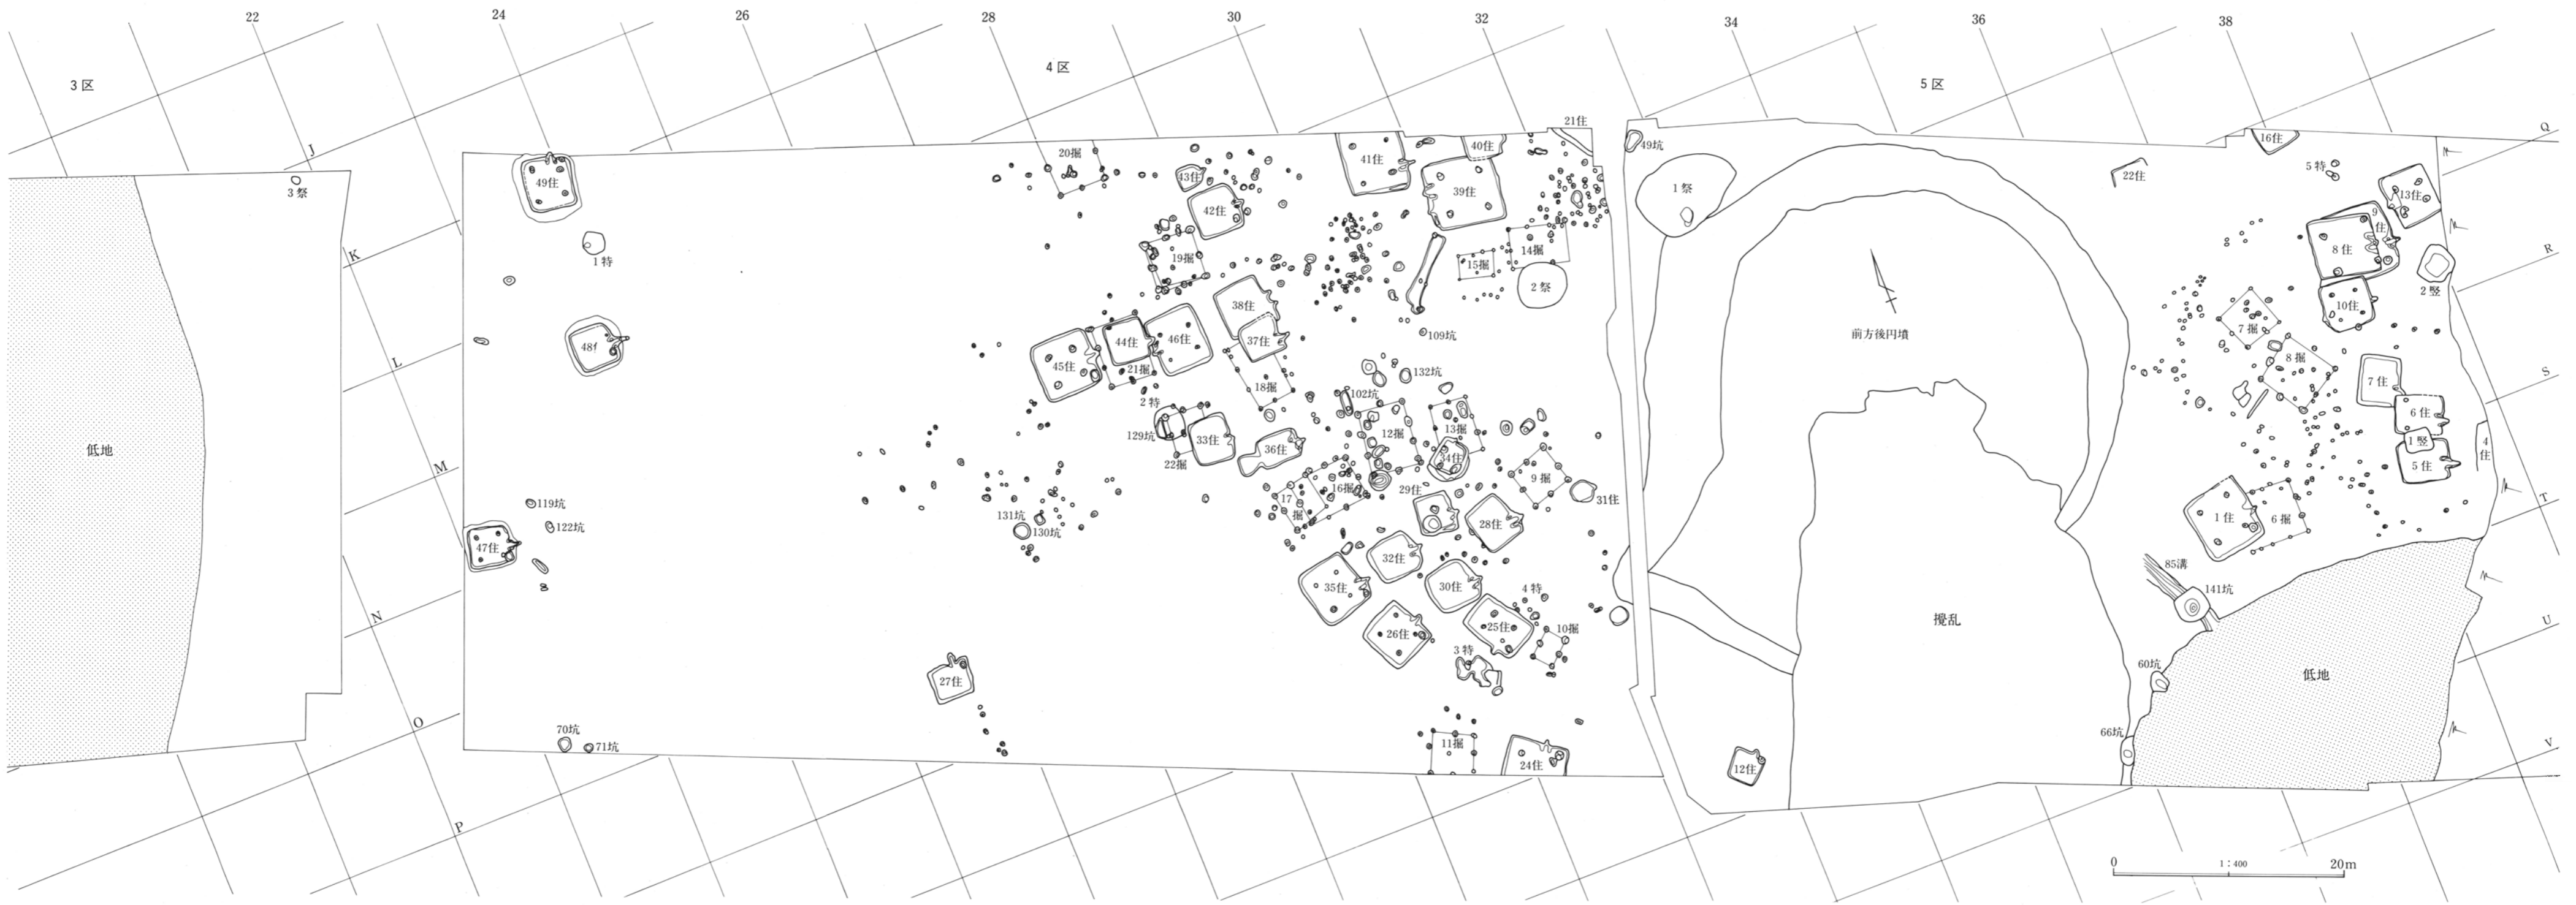 22
24
26
28
30
32
34
36
38
3区
4区
5区
J
K
L
M
N
O
P
Q
R
S
T
U
V
低地
3祭
49住
1特
48住
119坑
122坑
47住
70坑
71坑
27住
131坑
130坑
20掘
43住
42住
19掘
38住
37住
46住
44住
45住
21掘
2特
18掘
129坑
33住
22掘
36住
41住
40住
39住
21住
14掘
15掘
2祭
109坑
132坑
102坑
12掘
13掘
34住
16掘
17掘
29住
28住
9掘
31住
32住
35住
30住
25住
26住
4特
10掘
3特
11掘
24住
49坑
1祭
前方後円墳
攪乱
12住
22住
16住
5特
13住
9住
8住
10住
2竪
7掘
8掘
7住
6住
1竪
5住
4住
1住
6掘
85溝
141坑
60坑
66坑
低地
0
1：400
20m